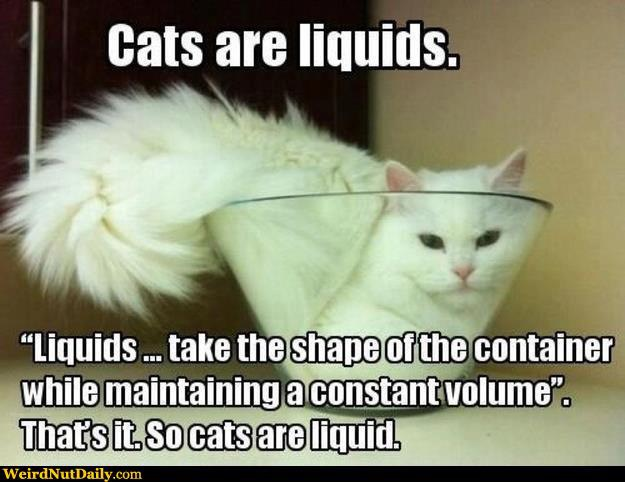 Cats are liquids.
“Liquids ... take the shape of the container
while maintaining a constant volume”.
That's it. So cats are liquid.
WeirdNutDaily.com